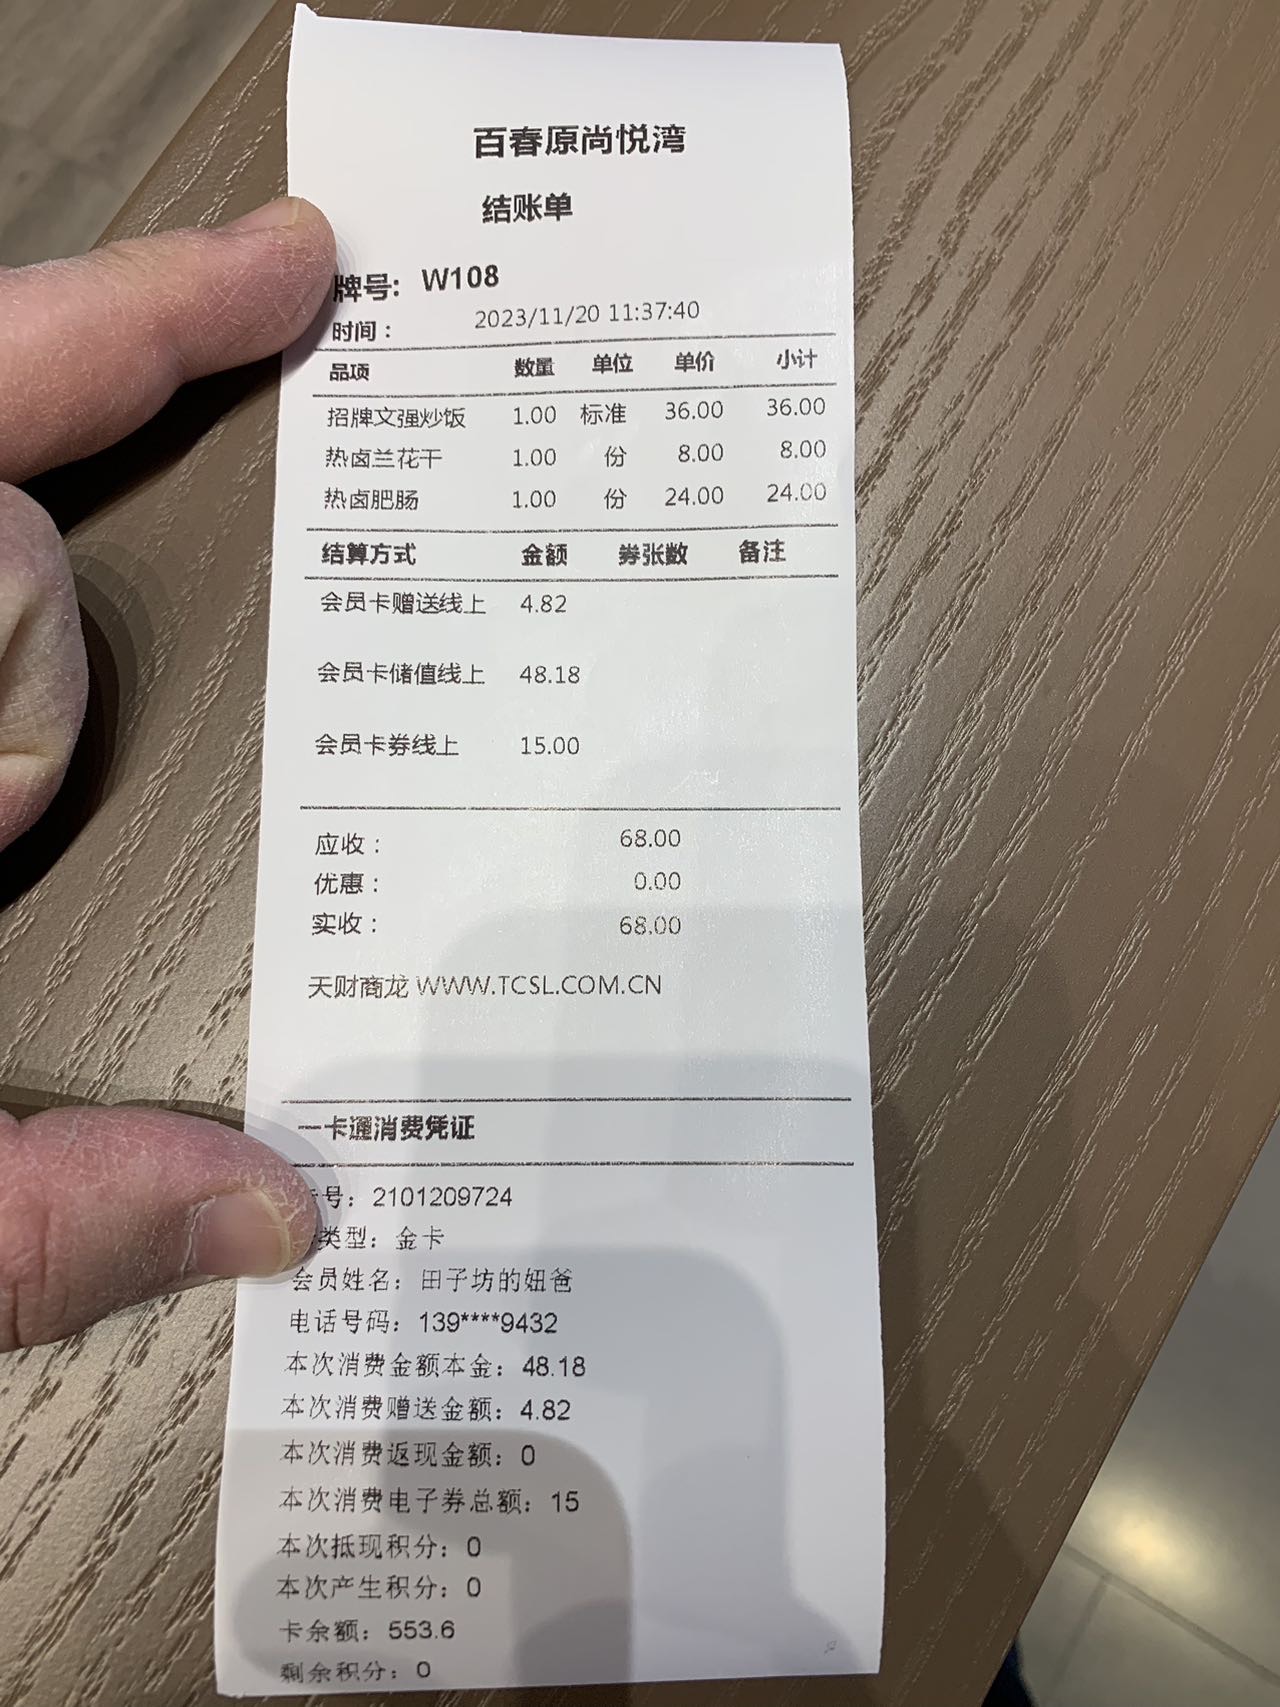 百春原尚悦湾
结账单
牌号: W108
时间： 2023/11/20 11:37:40
品项 数量 单位 单价 小计
招牌文强炒饭 1.00 标准 36.00 36.00
热卤兰花干 1.00 份 8.00 8.00
热卤肥肠 1.00 份 24.00 24.00
结算方式 金额 券张数 备注
会员卡赠送线上 4.82
会员卡储值线上 48.18
会员卡券线上 15.00
应收： 68.00
优惠： 0.00
实收： 68.00
天财商龙 WWW.TCSL.COM.CN
一卡通消费凭证
号: 2101209724
类型: 金卡
会员姓名: 田子坊的妞爸
电话号码: 139****9432
本次消费金额本金: 48.18
本次消费赠送金额: 4.82
本次消费返现金额: 0
本次消费电子券总额: 15
本次抵现积分: 0
本次产生积分: 0
卡余额: 553.6
剩余积分: 0